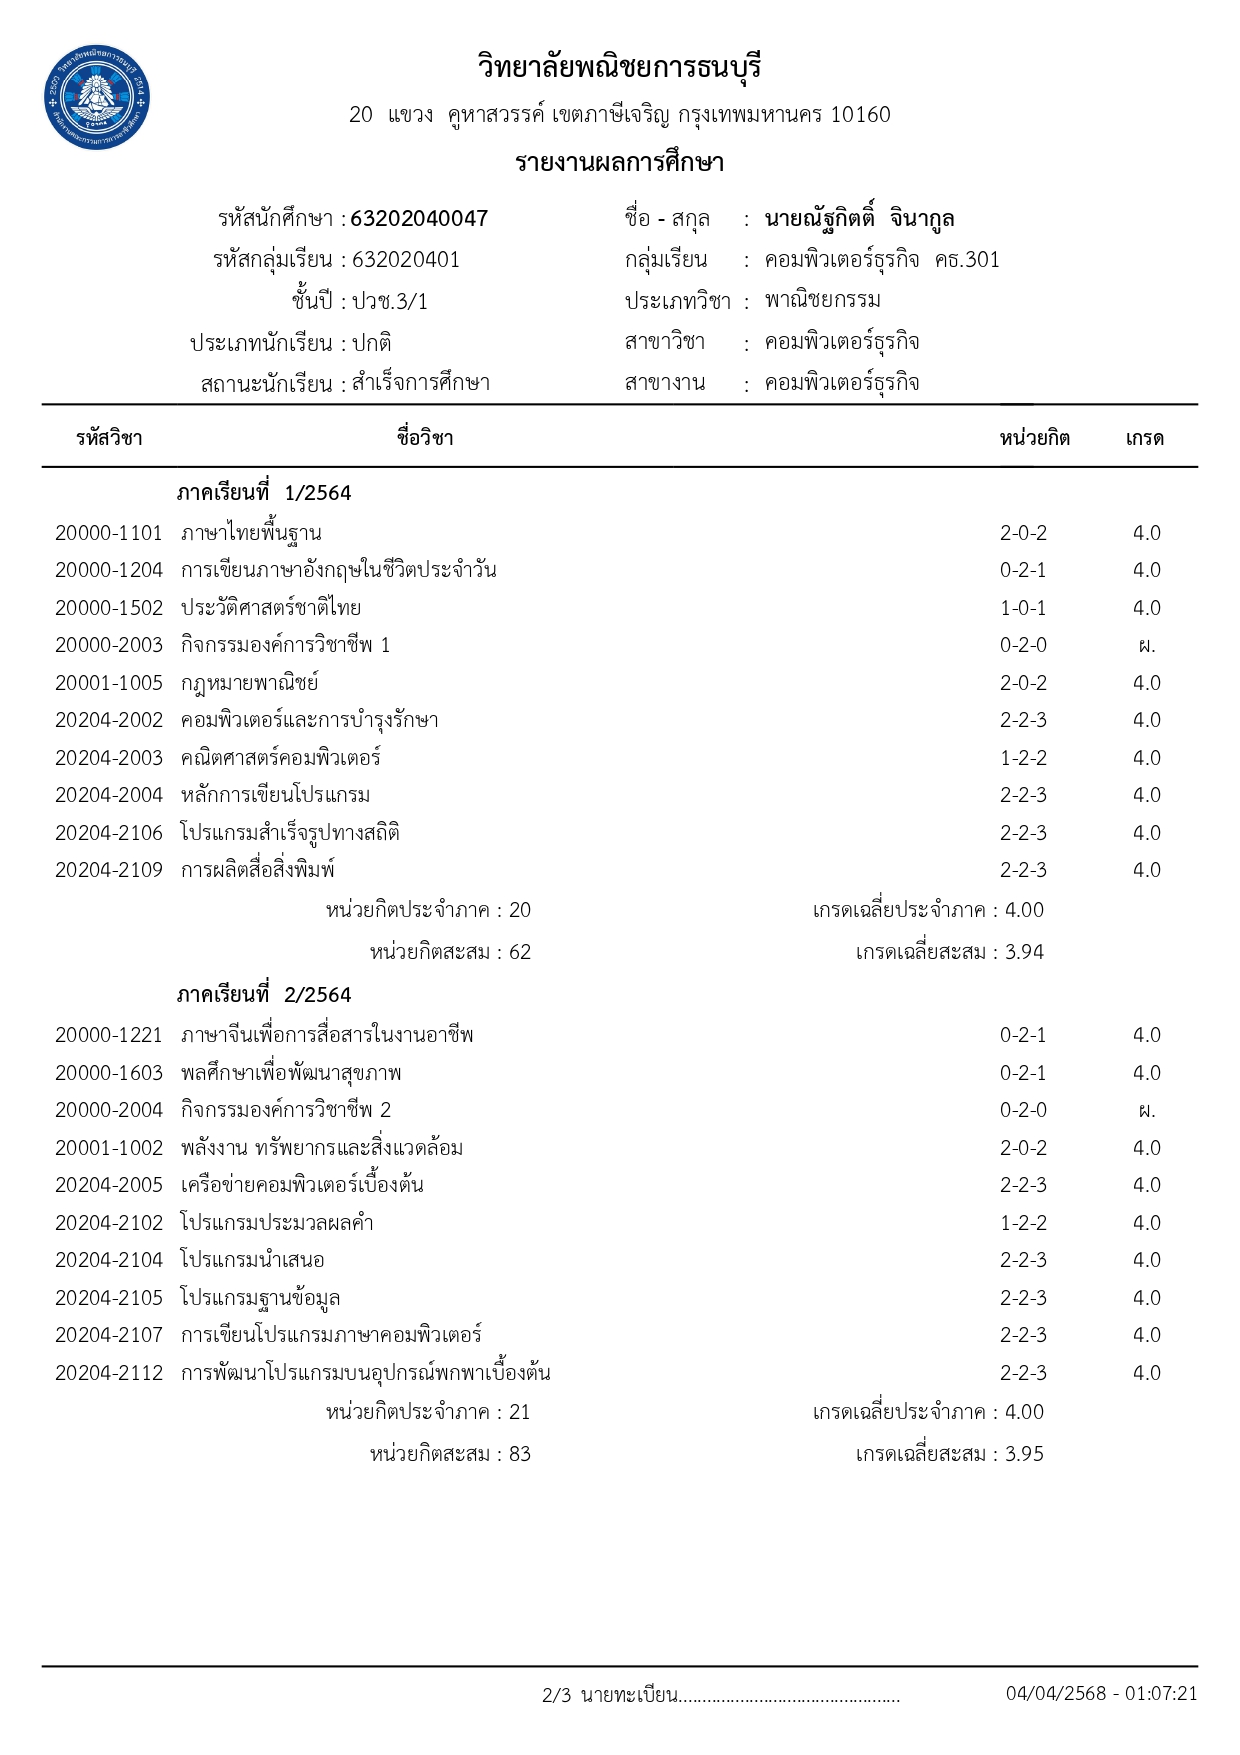 วิทยาลัยพณิชยการธนบุรี
20 แขวง คูหาสวรรค์ เขตภาษีเจริญ กรุงเทพมหานคร 10160
รายงานผลการศึกษา
รหัสนักศึกษา : 63202040047 ชื่อ - สกุล : นายณัฐกิตติ์ จินากูล
รหัสกลุ่มเรียน : 632020401 กลุ่มเรียน : คอมพิวเตอร์ธุรกิจ คธ.301
ชั้นปี : ปวช.3/1 ประเภทวิชา : พาณิชยกรรม
ประเภทนักเรียน : ปกติ สาขาวิชา : คอมพิวเตอร์ธุรกิจ
สถานะนักเรียน : สำเร็จการศึกษา สาขางาน : คอมพิวเตอร์ธุรกิจ
รหัสวิชา ชื่อวิชา หน่วยกิต เกรด
ภาคเรียนที่ 1/2564
20000-1101 ภาษาไทยพื้นฐาน 2-0-2 4.0
20000-1204 การเขียนภาษาอังกฤษในชีวิตประจำวัน 0-2-1 4.0
20000-1502 ประวัติศาสตร์ชาติไทย 1-0-1 4.0
20000-2003 กิจกรรมองค์การวิชาชีพ 1 0-2-0 ผ.
20001-1005 กฎหมายพาณิชย์ 2-0-2 4.0
20204-2002 คอมพิวเตอร์และการบำรุงรักษา 2-2-3 4.0
20204-2003 คณิตศาสตร์คอมพิวเตอร์ 1-2-2 4.0
20204-2004 หลักการเขียนโปรแกรม 2-2-3 4.0
20204-2106 โปรแกรมสำเร็จรูปทางสถิติ 2-2-3 4.0
20204-2109 การผลิตสื่อสิ่งพิมพ์ 2-2-3 4.0
หน่วยกิตประจำภาค : 20 เกรดเฉลี่ยประจำภาค : 4.00
หน่วยกิตสะสม : 62 เกรดเฉลี่ยสะสม : 3.94
ภาคเรียนที่ 2/2564
20000-1221 ภาษาจีนเพื่อการสื่อสารในงานอาชีพ 0-2-1 4.0
20000-1603 พลศึกษาเพื่อพัฒนาสุขภาพ 0-2-1 4.0
20000-2004 กิจกรรมองค์การวิชาชีพ 2 0-2-0 ผ.
20001-1002 พลังงาน ทรัพยากรและสิ่งแวดล้อม 2-0-2 4.0
20204-2005 เครือข่ายคอมพิวเตอร์เบื้องต้น 2-2-3 4.0
20204-2102 โปรแกรมประมวลผลคำ 1-2-2 4.0
20204-2104 โปรแกรมนำเสนอ 2-2-3 4.0
20204-2105 โปรแกรมฐานข้อมูล 2-2-3 4.0
20204-2107 การเขียนโปรแกรมภาษาคอมพิวเตอร์ 2-2-3 4.0
20204-2112 การพัฒนาโปรแกรมบนอุปกรณ์พกพาเบื้องต้น 2-2-3 4.0
หน่วยกิตประจำภาค : 21 เกรดเฉลี่ยประจำภาค : 4.00
หน่วยกิตสะสม : 83 เกรดเฉลี่ยสะสม : 3.95
2/3 นายทะเบียน............................................... 04/04/2568 - 01:07:21